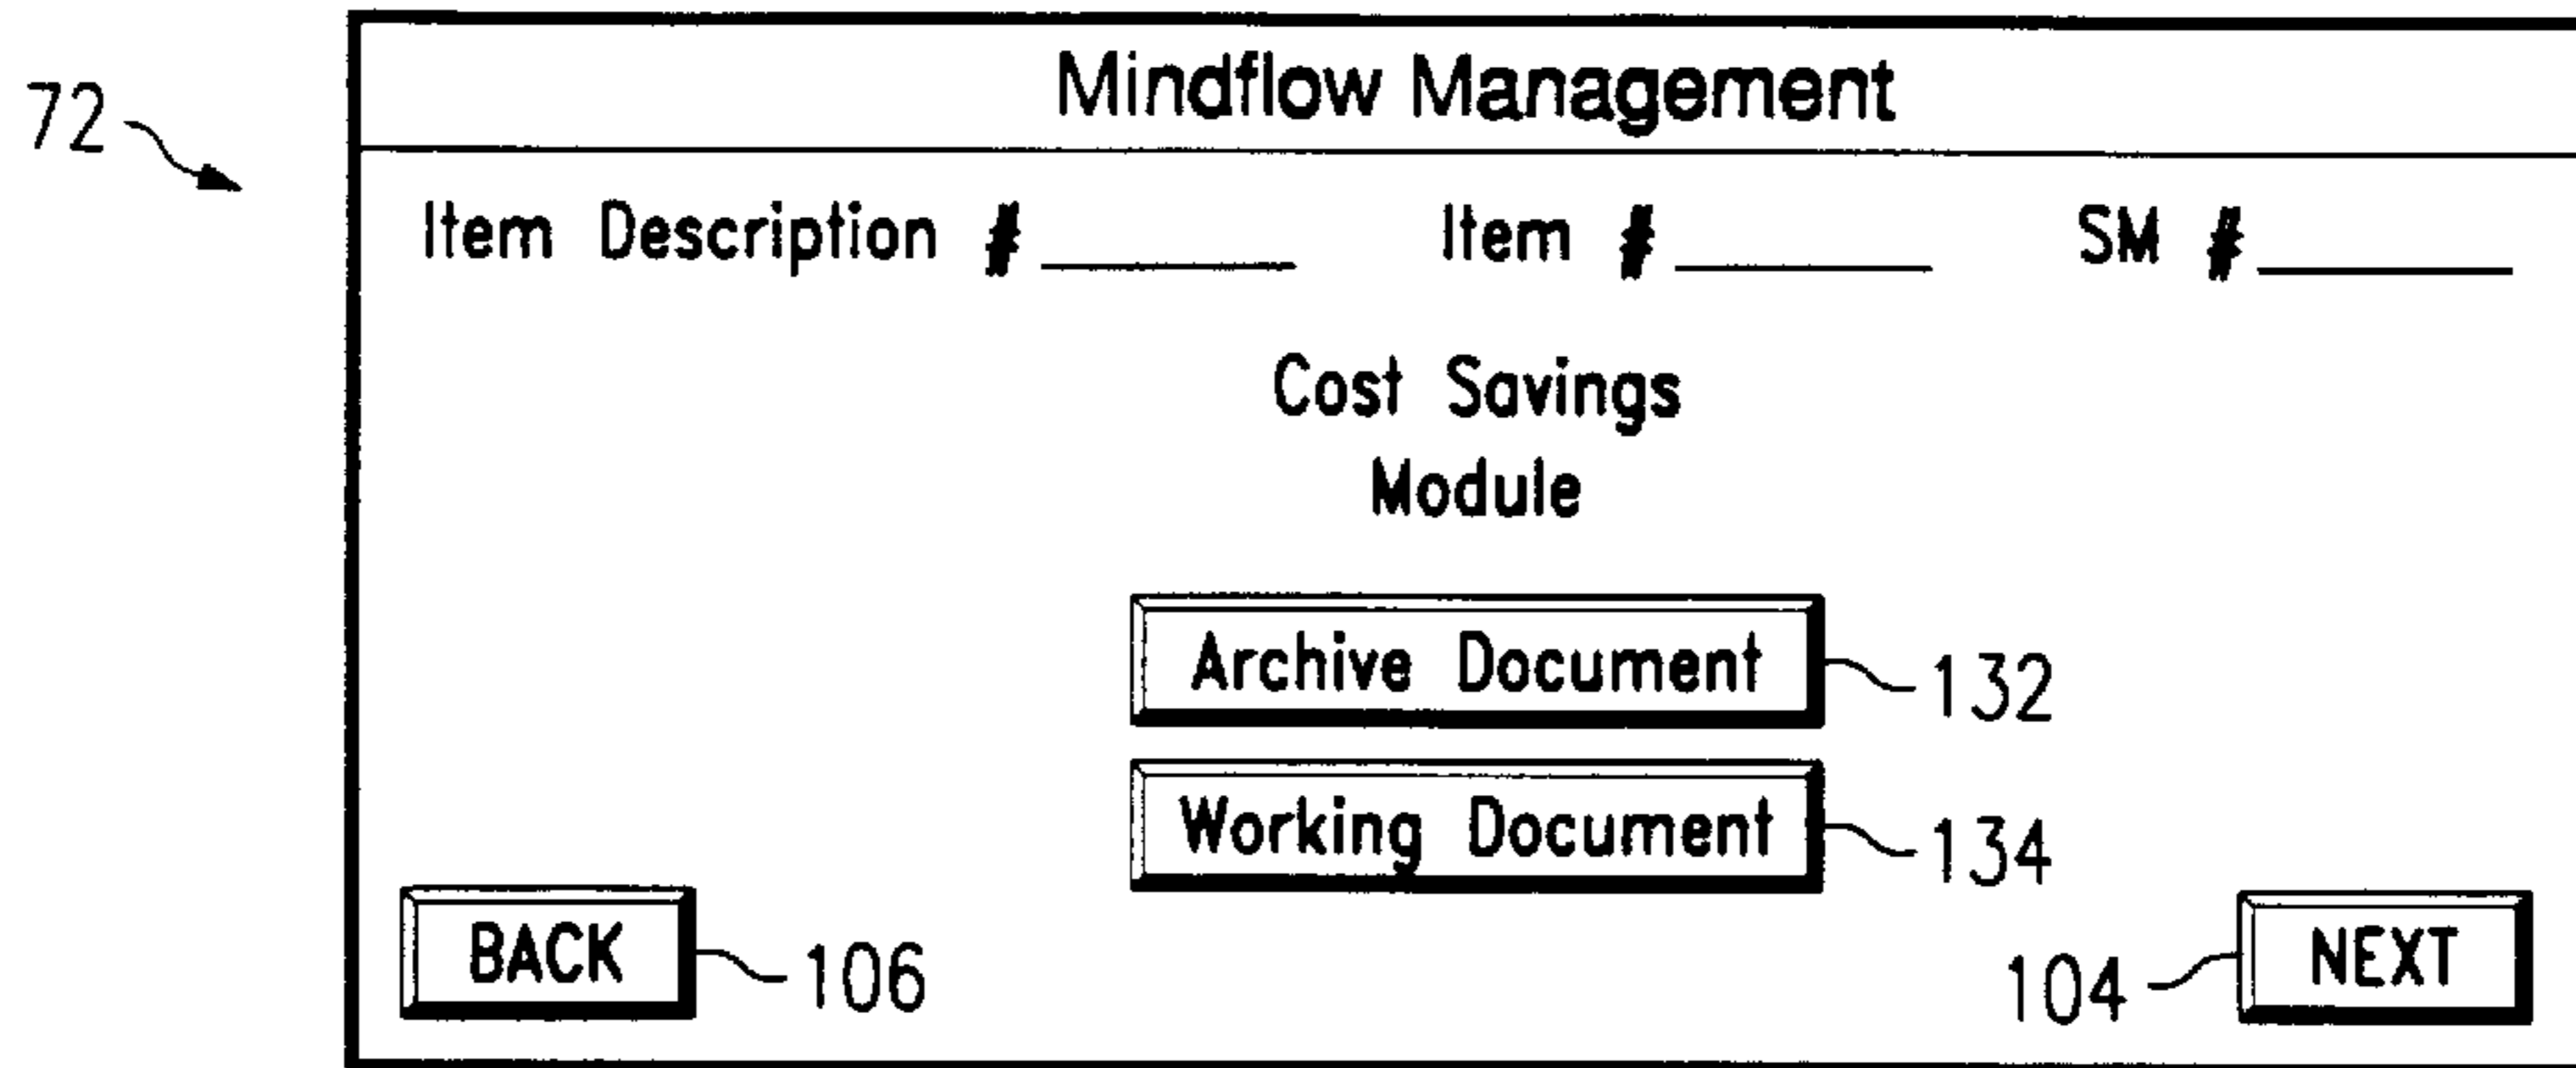 Mindflow Management
72
Item Description # ______ Item # ______ SM # ______
Cost Savings
Module
Archive Document 132
Working Document 134
BACK 106 104 NEXT